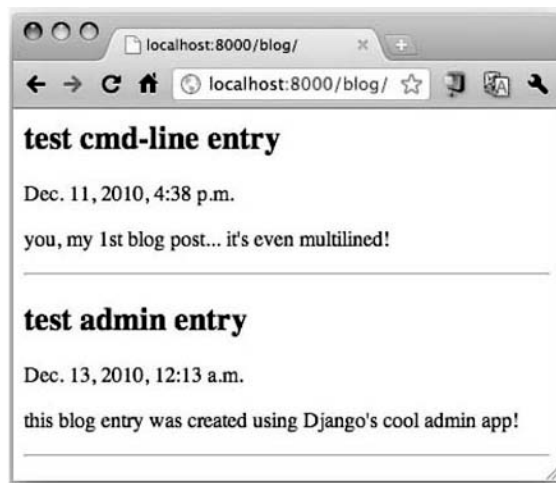 localhost:8000/blog/
localhost:8000/blog/
test cmd-line entry
Dec. 11, 2010, 4:38 p.m.
you, my 1st blog post... it's even multilined!
test admin entry
Dec. 13, 2010, 12:13 a.m.
this blog entry was created using Django's cool admin app!